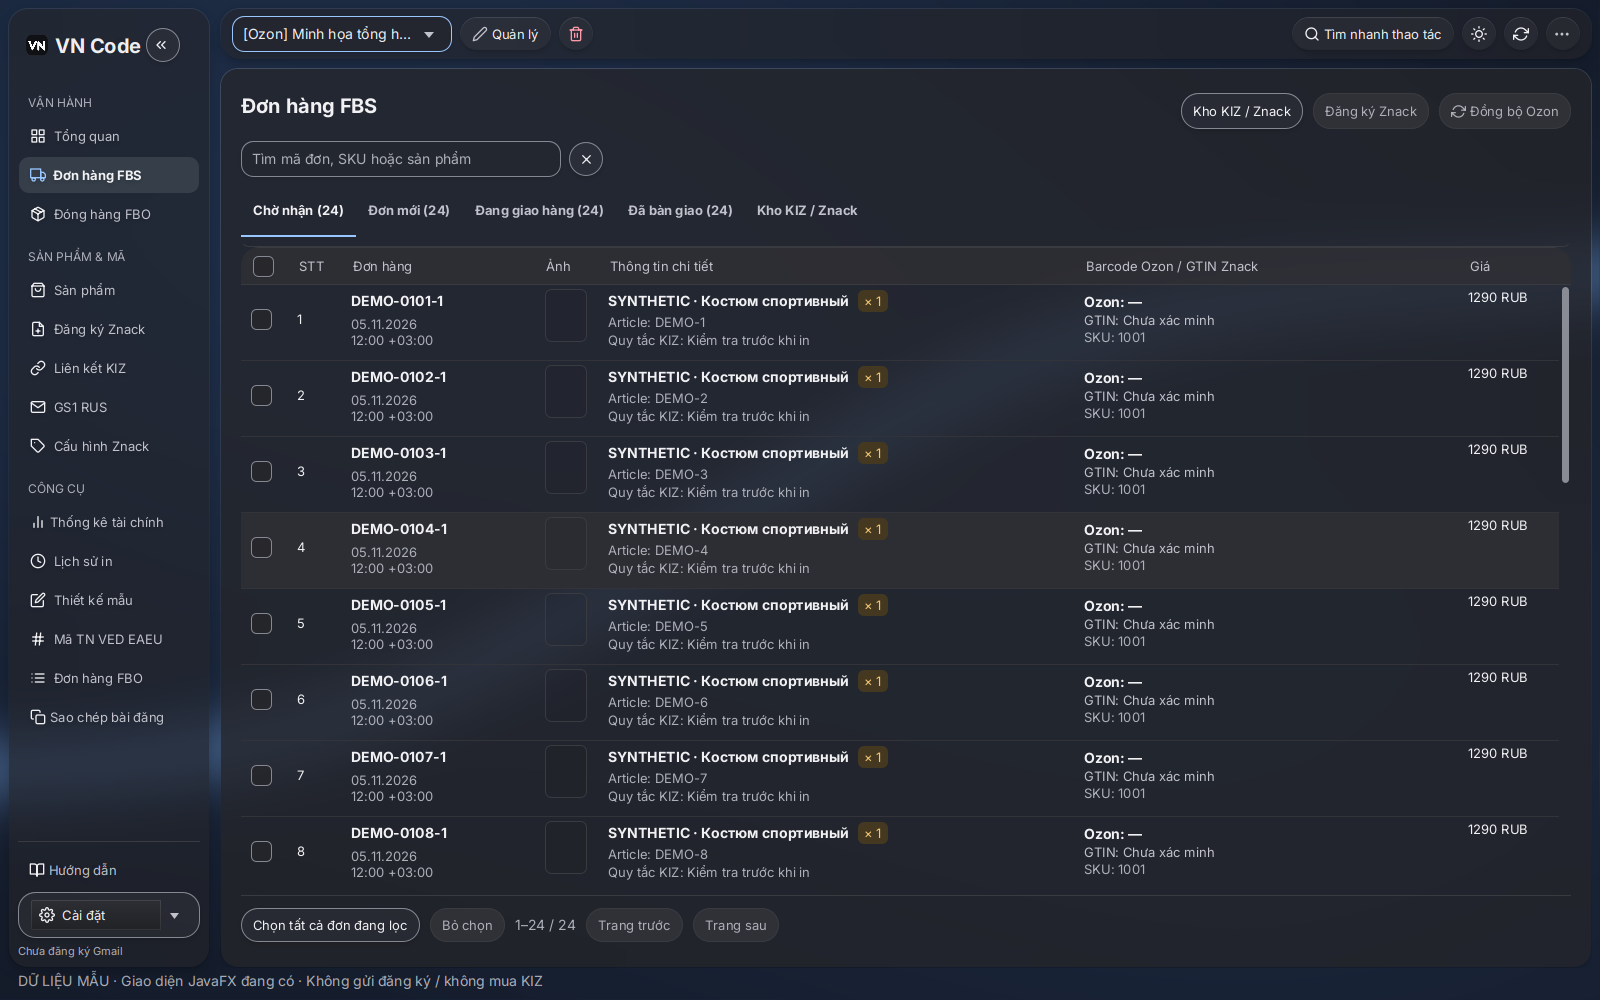 VN VN Code
VẬN HÀNH
Tổng quan
Đơn hàng FBS
Đóng hàng FBO
SẢN PHẨM & MÃ
Sản phẩm
Đăng ký Znack
Liên kết KIZ
GS1 RUS
Cấu hình Znack
CÔNG CỤ
Thống kê tài chính
Lịch sử in
Thiết kế mẫu
Mã TN VED EAEU
Đơn hàng FBO
Sao chép bài đăng
Hướng dẫn
Cài đặt
Chưa đăng ký Gmail
[Ozon] Minh họa tổng h...
Quản lý
Tìm nhanh thao tác
Đơn hàng FBS
Kho KIZ / Znack
Đăng ký Znack
Đồng bộ Ozon
Tìm mã đơn, SKU hoặc sản phẩm
Chờ nhận (24) Đơn mới (24) Đang giao hàng (24) Đã bàn giao (24) Kho KIZ / Znack
STT Đơn hàng Ảnh Thông tin chi tiết Barcode Ozon / GTIN Znack Giá
1 DEMO-0101-1 SYNTHETIC · Костюм спортивный × 1 Ozon: — 1290 RUB
05.11.2026 Article: DEMO-1 GTIN: Chưa xác minh
12:00 +03:00 Quy tắc KIZ: Kiểm tra trước khi in SKU: 1001
2 DEMO-0102-1 SYNTHETIC · Костюм спортивный × 1 Ozon: — 1290 RUB
05.11.2026 Article: DEMO-2 GTIN: Chưa xác minh
12:00 +03:00 Quy tắc KIZ: Kiểm tra trước khi in SKU: 1001
3 DEMO-0103-1 SYNTHETIC · Костюм спортивный × 1 Ozon: — 1290 RUB
05.11.2026 Article: DEMO-3 GTIN: Chưa xác minh
12:00 +03:00 Quy tắc KIZ: Kiểm tra trước khi in SKU: 1001
4 DEMO-0104-1 SYNTHETIC · Костюм спортивный × 1 Ozon: — 1290 RUB
05.11.2026 Article: DEMO-4 GTIN: Chưa xác minh
12:00 +03:00 Quy tắc KIZ: Kiểm tra trước khi in SKU: 1001
5 DEMO-0105-1 SYNTHETIC · Костюм спортивный × 1 Ozon: — 1290 RUB
05.11.2026 Article: DEMO-5 GTIN: Chưa xác minh
12:00 +03:00 Quy tắc KIZ: Kiểm tra trước khi in SKU: 1001
6 DEMO-0106-1 SYNTHETIC · Костюм спортивный × 1 Ozon: — 1290 RUB
05.11.2026 Article: DEMO-6 GTIN: Chưa xác minh
12:00 +03:00 Quy tắc KIZ: Kiểm tra trước khi in SKU: 1001
7 DEMO-0107-1 SYNTHETIC · Костюм спортивный × 1 Ozon: — 1290 RUB
05.11.2026 Article: DEMO-7 GTIN: Chưa xác minh
12:00 +03:00 Quy tắc KIZ: Kiểm tra trước khi in SKU: 1001
8 DEMO-0108-1 SYNTHETIC · Костюм спортивный × 1 Ozon: — 1290 RUB
05.11.2026 Article: DEMO-8 GTIN: Chưa xác minh
12:00 +03:00 Quy tắc KIZ: Kiểm tra trước khi in SKU: 1001
Chọn tất cả đơn đang lọc Bỏ chọn 1–24 / 24 Trang trước Trang sau
DỮ LIỆU MẪU · Giao diện JavaFX đang có · Không gửi đăng ký / không mua KIZ